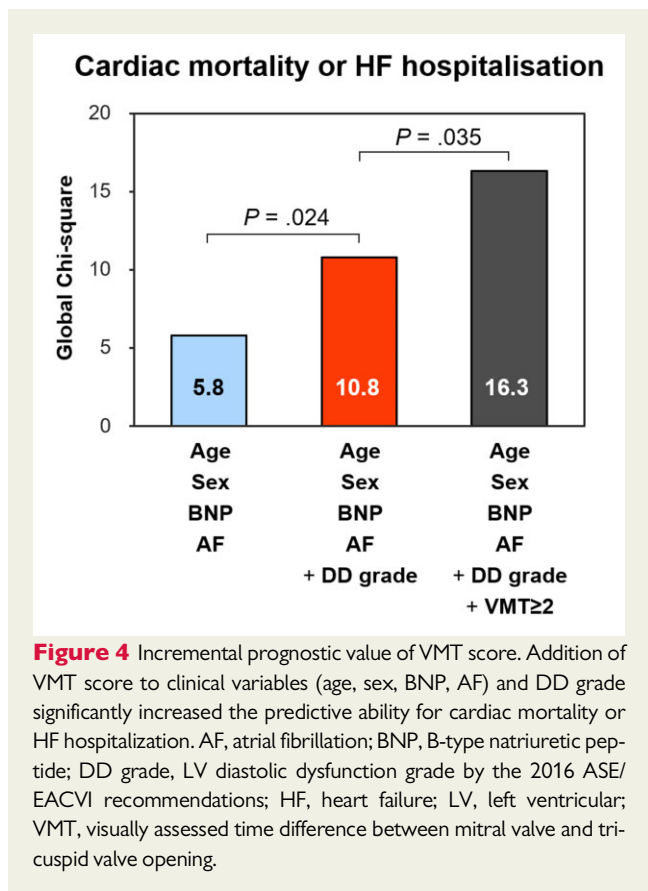 Cardiac mortality or HF hospitalisation
Global Chi-square
20
15
10
5
0
P = .024
P = .035
5.8
10.8
16.3
Age
Sex
BNP
AF
Age
Sex
BNP
AF
+ DD grade
Age
Sex
BNP
AF
+ DD grade
+ VMT≥2
Figure 4 Incremental prognostic value of VMT score. Addition of
VMT score to clinical variables (age, sex, BNP, AF) and DD grade
significantly increased the predictive ability for cardiac mortality or
HF hospitalization. AF, atrial fibrillation; BNP, B-type natriuretic pep-
tide; DD grade, LV diastolic dysfunction grade by the 2016 ASE/
EACVI recommendations; HF, heart failure; LV, left ventricular;
VMT, visually assessed time difference between mitral valve and tri-
cuspid valve opening.